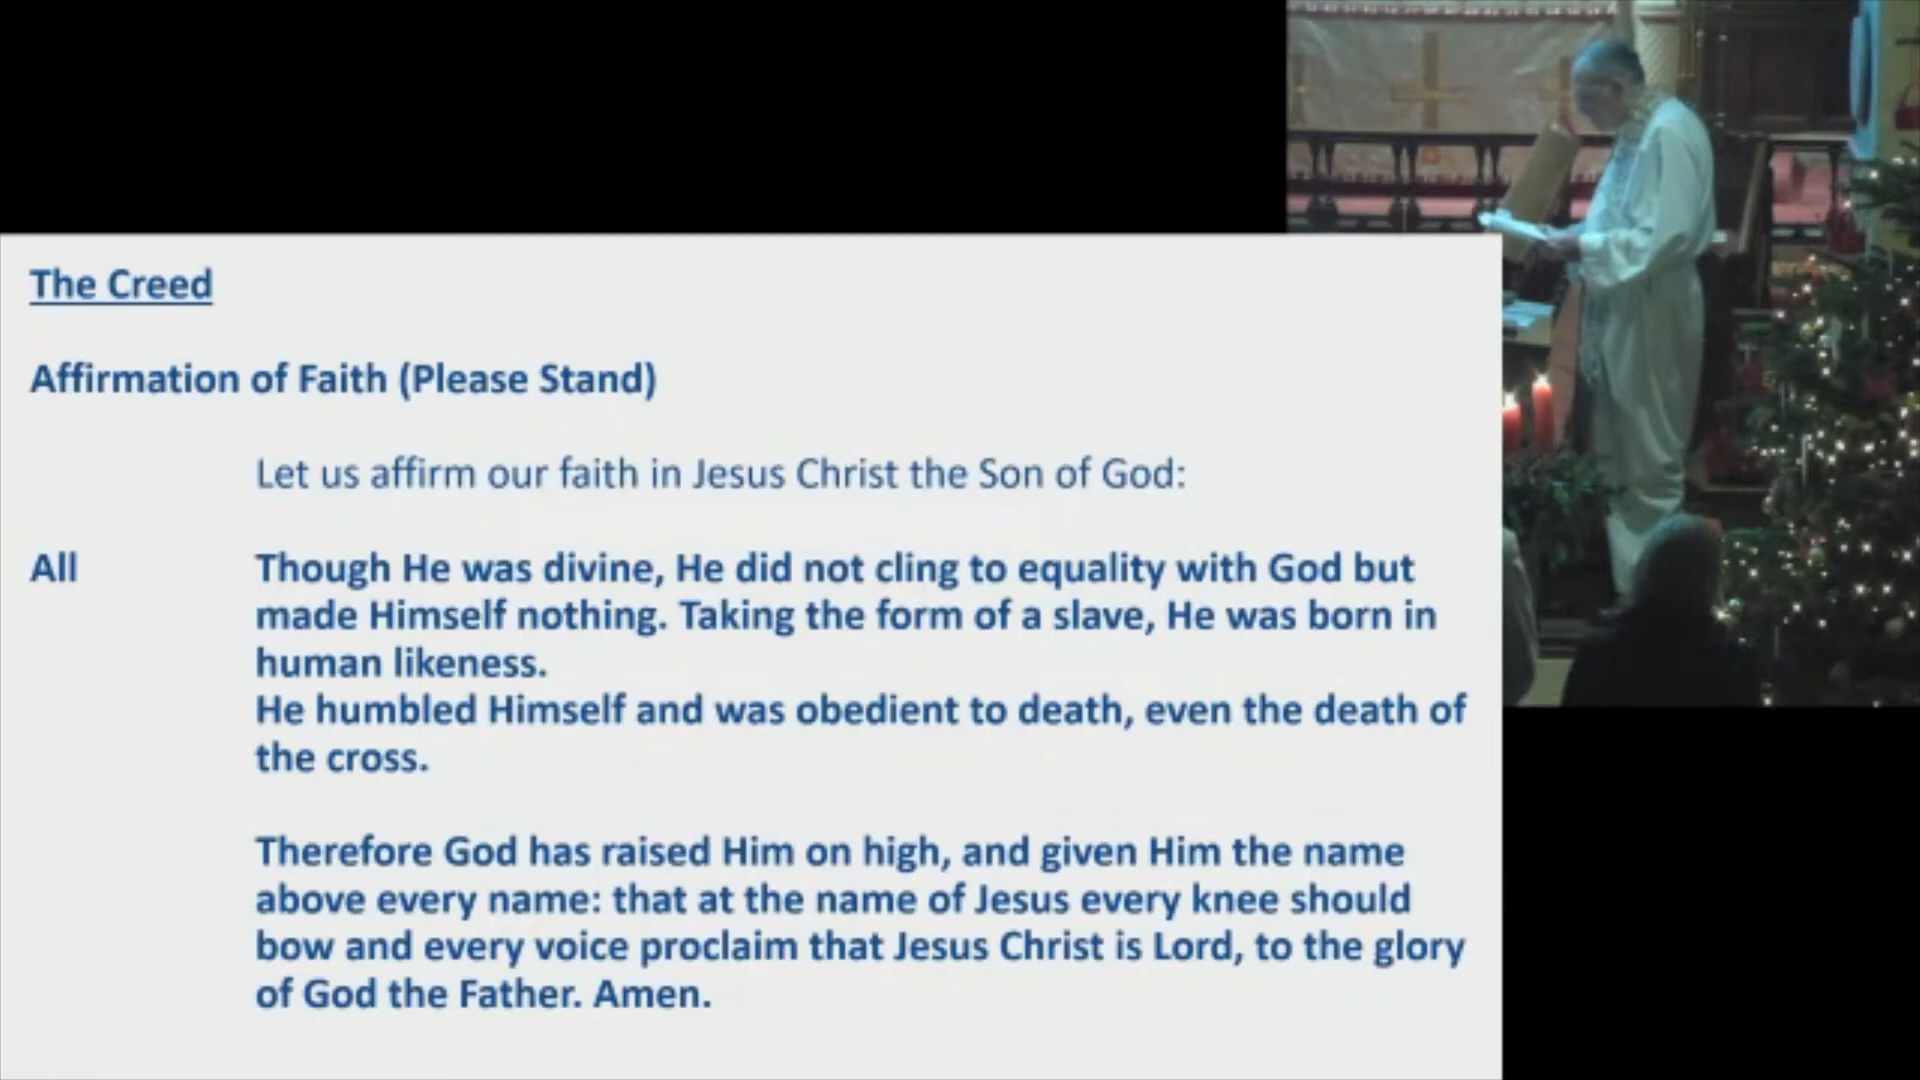 The Creed
Affirmation of Faith (Please Stand)
Let us affirm our faith in Jesus Christ the Son of God:
All Though He was divine, He did not cling to equality with God but
made Himself nothing. Taking the form of a slave, He was born in
human likeness.
He humbled Himself and was obedient to death, even the death of
the cross.
Therefore God has raised Him on high, and given Him the name
above every name: that at the name of Jesus every knee should
bow and every voice proclaim that Jesus Christ is Lord, to the glory
of God the Father. Amen.